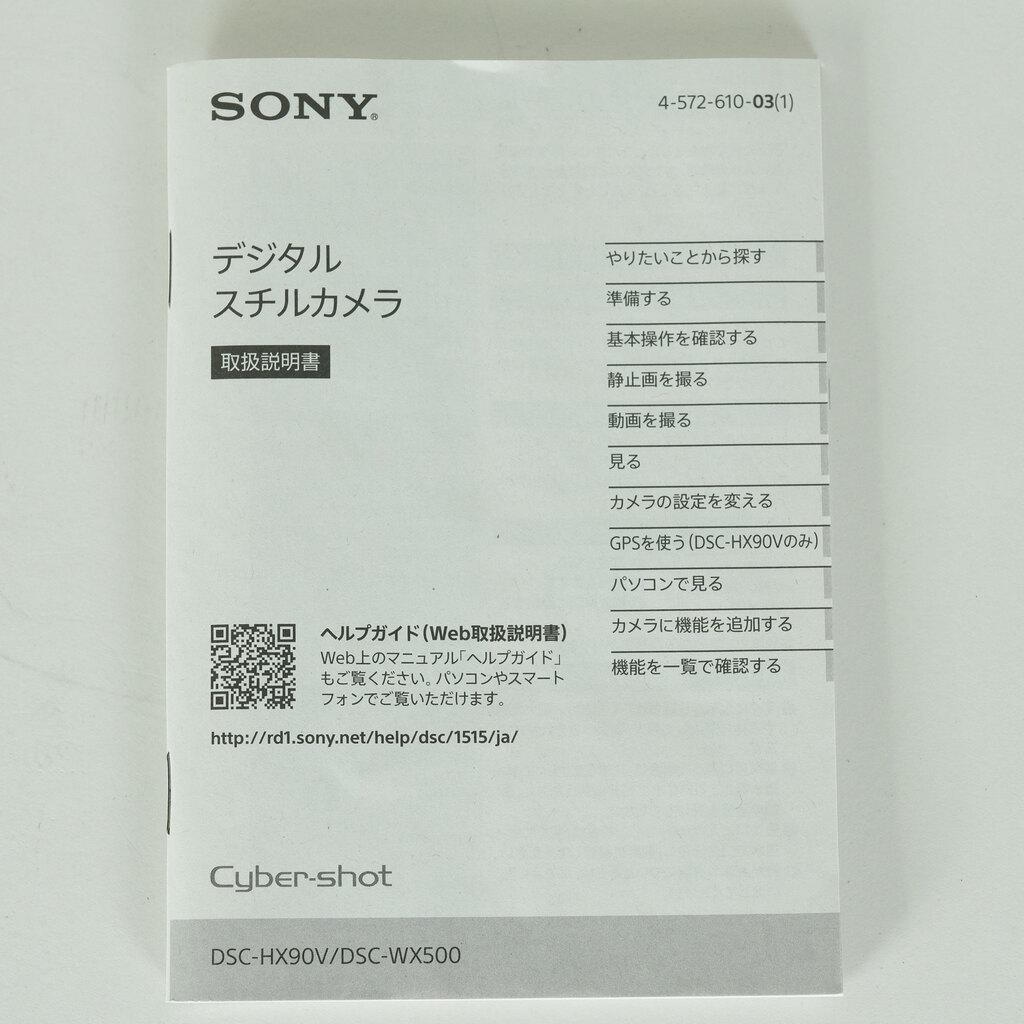 SONY®
4-572-610-03(1)
デジタル
スチルカメラ
取扱説明書
やりたいことから探す
準備する
基本操作を確認する
静止画を撮る
動画を撮る
見る
カメラの設定を変える
GPSを使う(DSC-HX90Vのみ)
パソコンで見る
カメラに機能を追加する
機能を一覧で確認する
ヘルプガイド(Web取扱説明書)
Web上のマニュアル「ヘルプガイド」
もご覧ください。パソコンやスマート
フォンでご覧いただけます。
http://rd1.sony.net/help/dsc/1515/ja/
Cyber-shot
DSC-HX90V/DSC-WX500